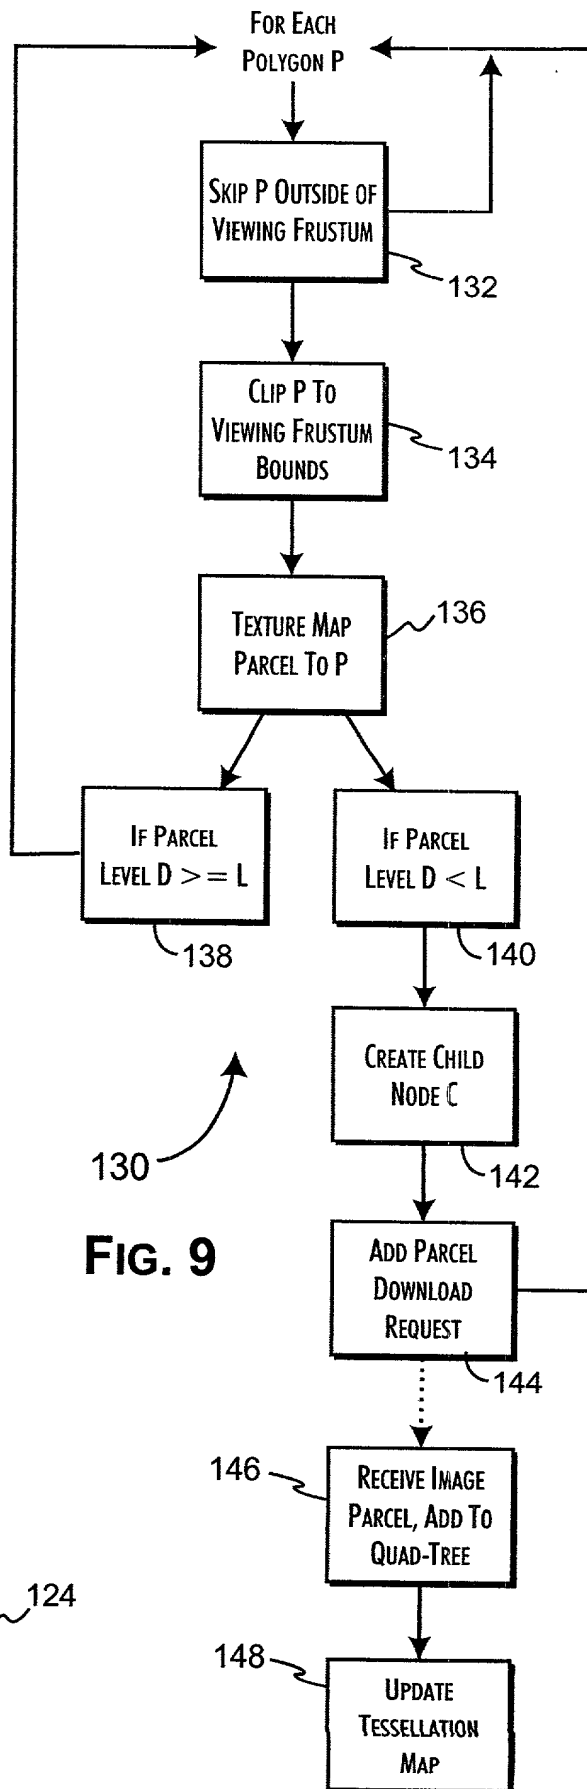 FOR EACH
POLYGON P
SKIP P OUTSIDE OF
VIEWING FRUSTUM
132
CLIP P TO
VIEWING FRUSTUM
BOUNDS
134
TEXTURE MAP
PARCEL TO P
136
IF PARCEL
LEVEL D >= L
138
IF PARCEL
LEVEL D < L
140
CREATE CHILD
NODE C
142
130
FIG. 9
ADD PARCEL
DOWNLOAD
REQUEST
144
146
RECEIVE IMAGE
PARCEL, ADD TO
QUAD-TREE
124
148
UPDATE
TESSELLATION
MAP